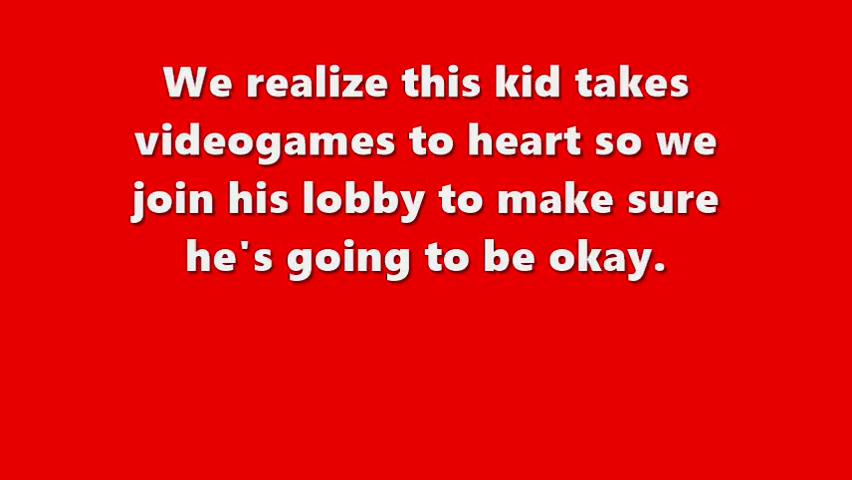 We realize this kid takes
videogames to heart so we
join his lobby to make sure
he's going to be okay.